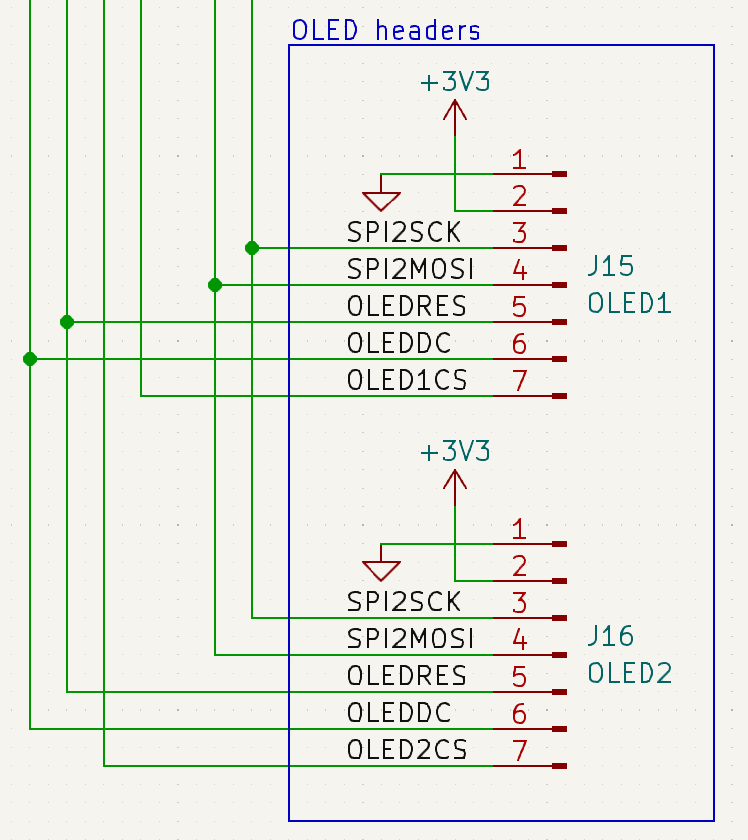 OLED headers
+3V3
1
2
SPI2SCK 3
SPI2MOSI 4
J15
OLEDRES 5
OLED1
OLEDDC 6
OLED1CS 7
+3V3
1
2
SPI2SCK 3
SPI2MOSI 4
J16
OLEDRES 5
OLED2
OLEDDC 6
OLED2CS 7